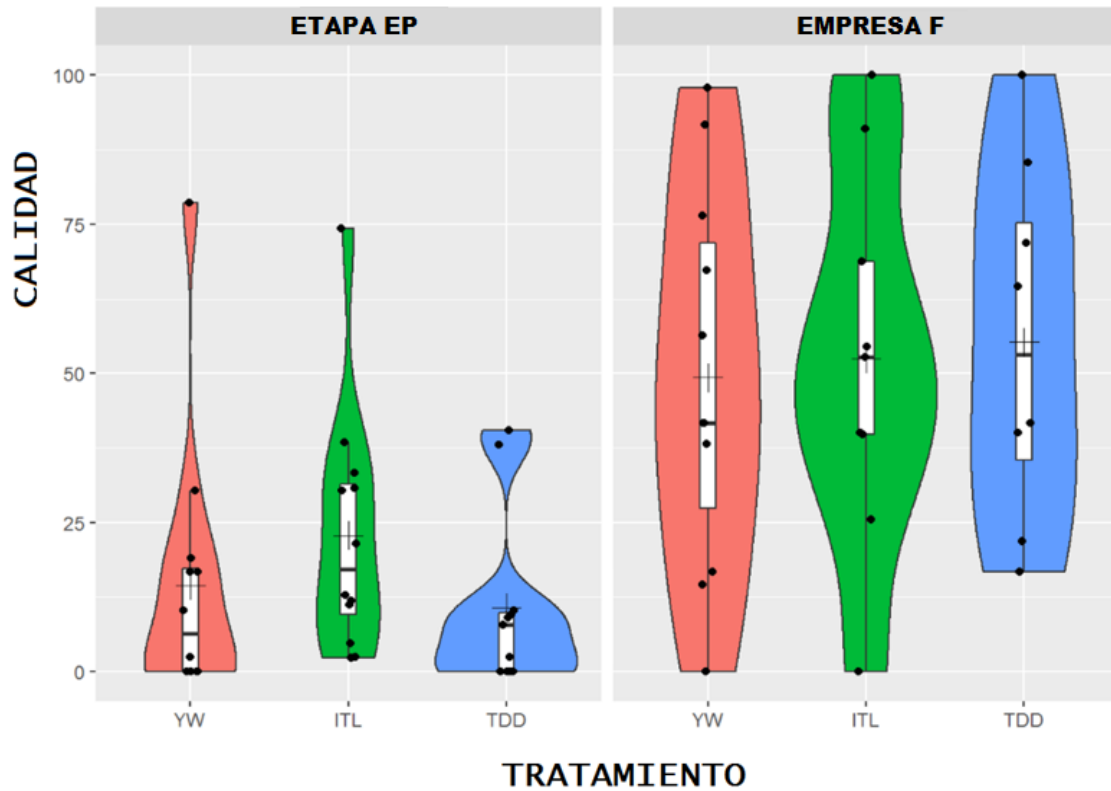 ETAPA EP
EMPRESA F
CALIDAD
100
75
50
25
0
YW ITL TDD
YW ITL TDD
TRATAMIENTO